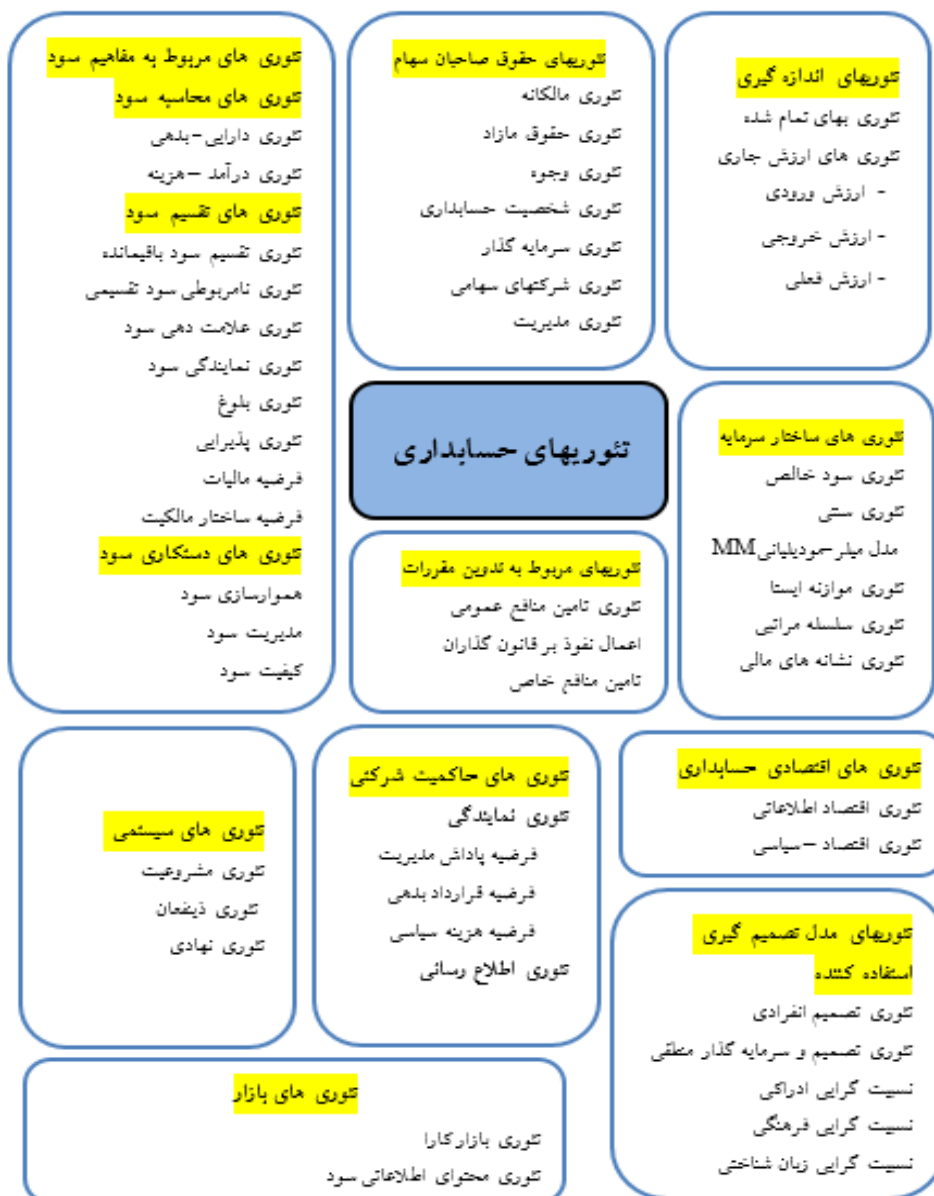 تئوریهای اندازه گیری
تئوری بهای تمام شده
تئوری های ارزش جاری
- ارزش ورودی
- ارزش خروجی
- ارزش فعلی
تئوریهای حقوق صاحبان سهام
تئوری مالکانه
تئوری حقوق مازاد
تئوری وجوه
تئوری شخصیت حسابداری
تئوری سرمایه گذار
تئوری شرکتهای سهامی
تئوری مدیریت
تئوری های مربوط به مفاهیم سود
تئوری های محاسبه سود
تئوری دارایی-بدهی
تئوری درآمد –هزینه
تئوری های تقسیم سود
تئوری تقسیم سود باقیمانده
تئوری نامربوطی سود تقسیمی
تئوری علامت دهی سود
تئوری نمایندگی سود
تئوری بلوغ
تئوری پذیرایی
فرضیه مالیات
فرضیه ساختار مالکیت
تئوری های دستکاری سود
هموارسازی سود
مدیریت سود
کیفیت سود
تئوریهای حسابداری
تئوری های ساختار سرمایه
تئوری سود خالص
تئوری سنتی
مدل میلر–مودیلیانی MM
تئوری موازنه ایستا
تئوری سلسله مراتبی
تئوری نشانه های مالی
تئوریهای مربوط به تدوین مقررات
تئوری تامین منافع عمومی
اعمال نفوذ بر قانون گذاران
تامین منافع خاص
تئوری های اقتصادی حسابداری
تئوری اقتصاد اطلاعاتی
تئوری اقتصاد –سیاسی
تئوری های حاکمیت شرکتی
تئوری نمایندگی
فرضیه پاداش مدیریت
فرضیه قرارداد بدهی
فرضیه هزینه سیاسی
تئوری اطلاع رسانی
تئوری های سیستمی
تئوری مشروعیت
تئوری ذینفعان
تئوری نهادی
تئوریهای مدل تصمیم گیری
استفاده کننده
تئوری تصمیم انفرادی
تئوری تصمیم و سرمایه گذار منطقی
نسبیت گرایی ادراکی
نسبیت گرایی فرهنگی
نسبیت گرایی زبان شناختی
تئوری های بازار
تئوری بازار کارا
تئوری محتوای اطلاعاتی سود